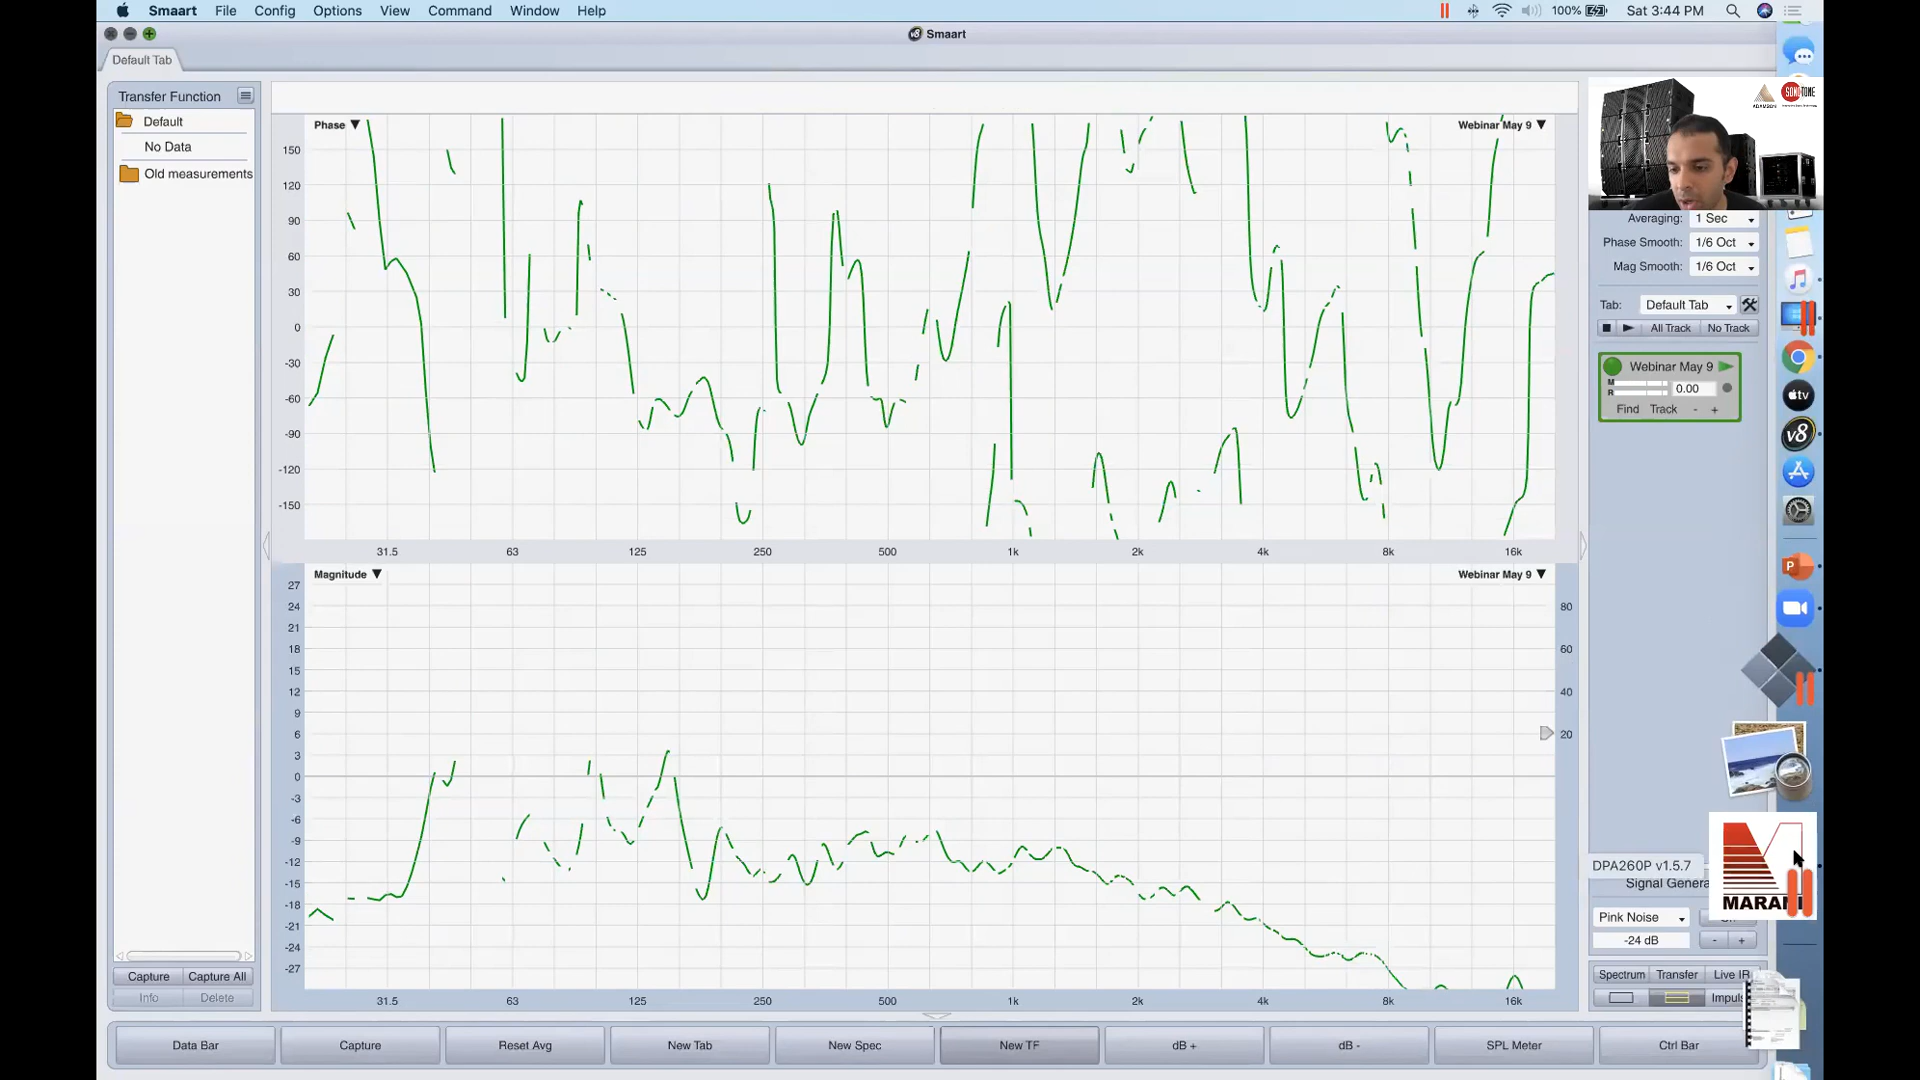 Smaart File Config Options View Command Window Help
100% Sat 3:44 PM
v8 Smaart
Default Tab
Transfer Function
Default
No Data
Old measurements
Capture Capture All
Info Delete
Phase ▼ Webinar May 9 ▼
150
120
90
60
30
0
-30
-60
-90
-120
-150
31.5 63 125 250 500 1k 2k 4k 8k 16k
Magnitude ▼ Webinar May 9 ▼
27
24
21
18
15
12
9
6
3
0
-3
-6
-9
-12
-15
-18
-21
-24
-27
80
60
40
20
31.5 63 125 250 500 1k 2k 4k 8k 16k
Averaging: 1 Sec
Phase Smooth: 1/6 Oct
Mag Smooth: 1/6 Oct
Tab: Default Tab
All Track No Track
Webinar May 9
M
R
0.00
Find Track - +
tv
v8
P
DPA260P v1.5.7
MARANI
Signal Genera
Pink Noise
-24 dB - +
Spectrum Transfer Live IR
Impuls
Data Bar Capture Reset Avg New Tab New Spec New TF dB + dB - SPL Meter Ctrl Bar